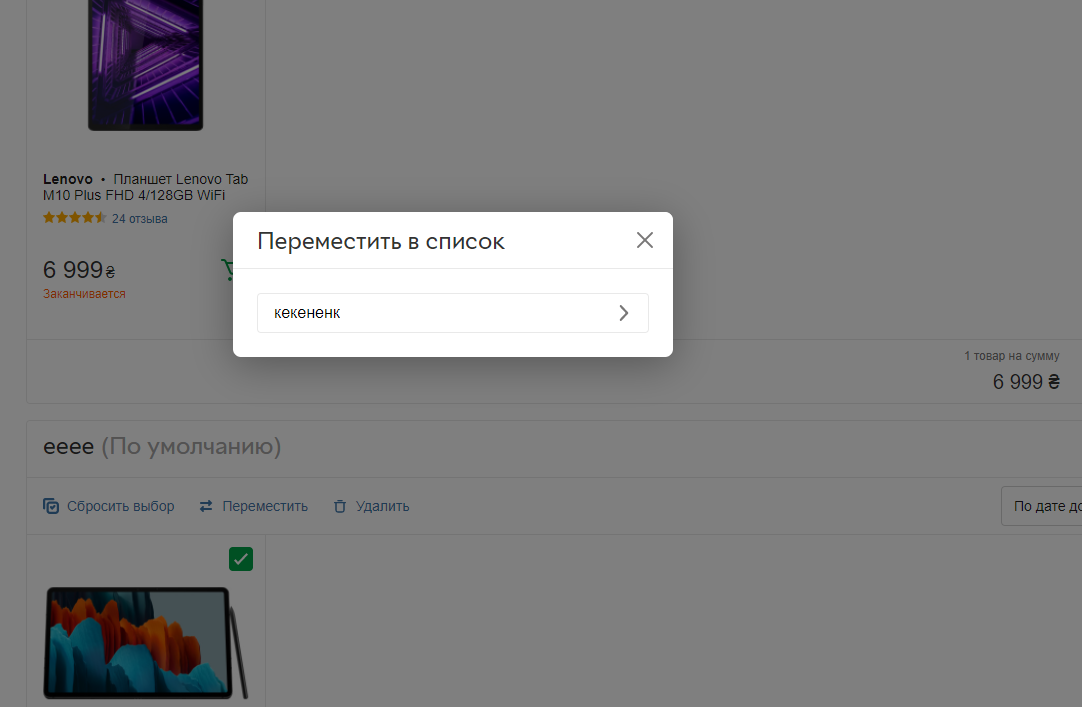 Lenovo • Планшет Lenovo Tab
M10 Plus FHD 4/128GB WiFi
24 отзыва
6 999 ₴
Заканчивается
Переместить в список
кекененк
1 товар на сумму
6 999 ₴
ееее (По умолчанию)
Сбросить выбор
Переместить
Удалить
По дате до